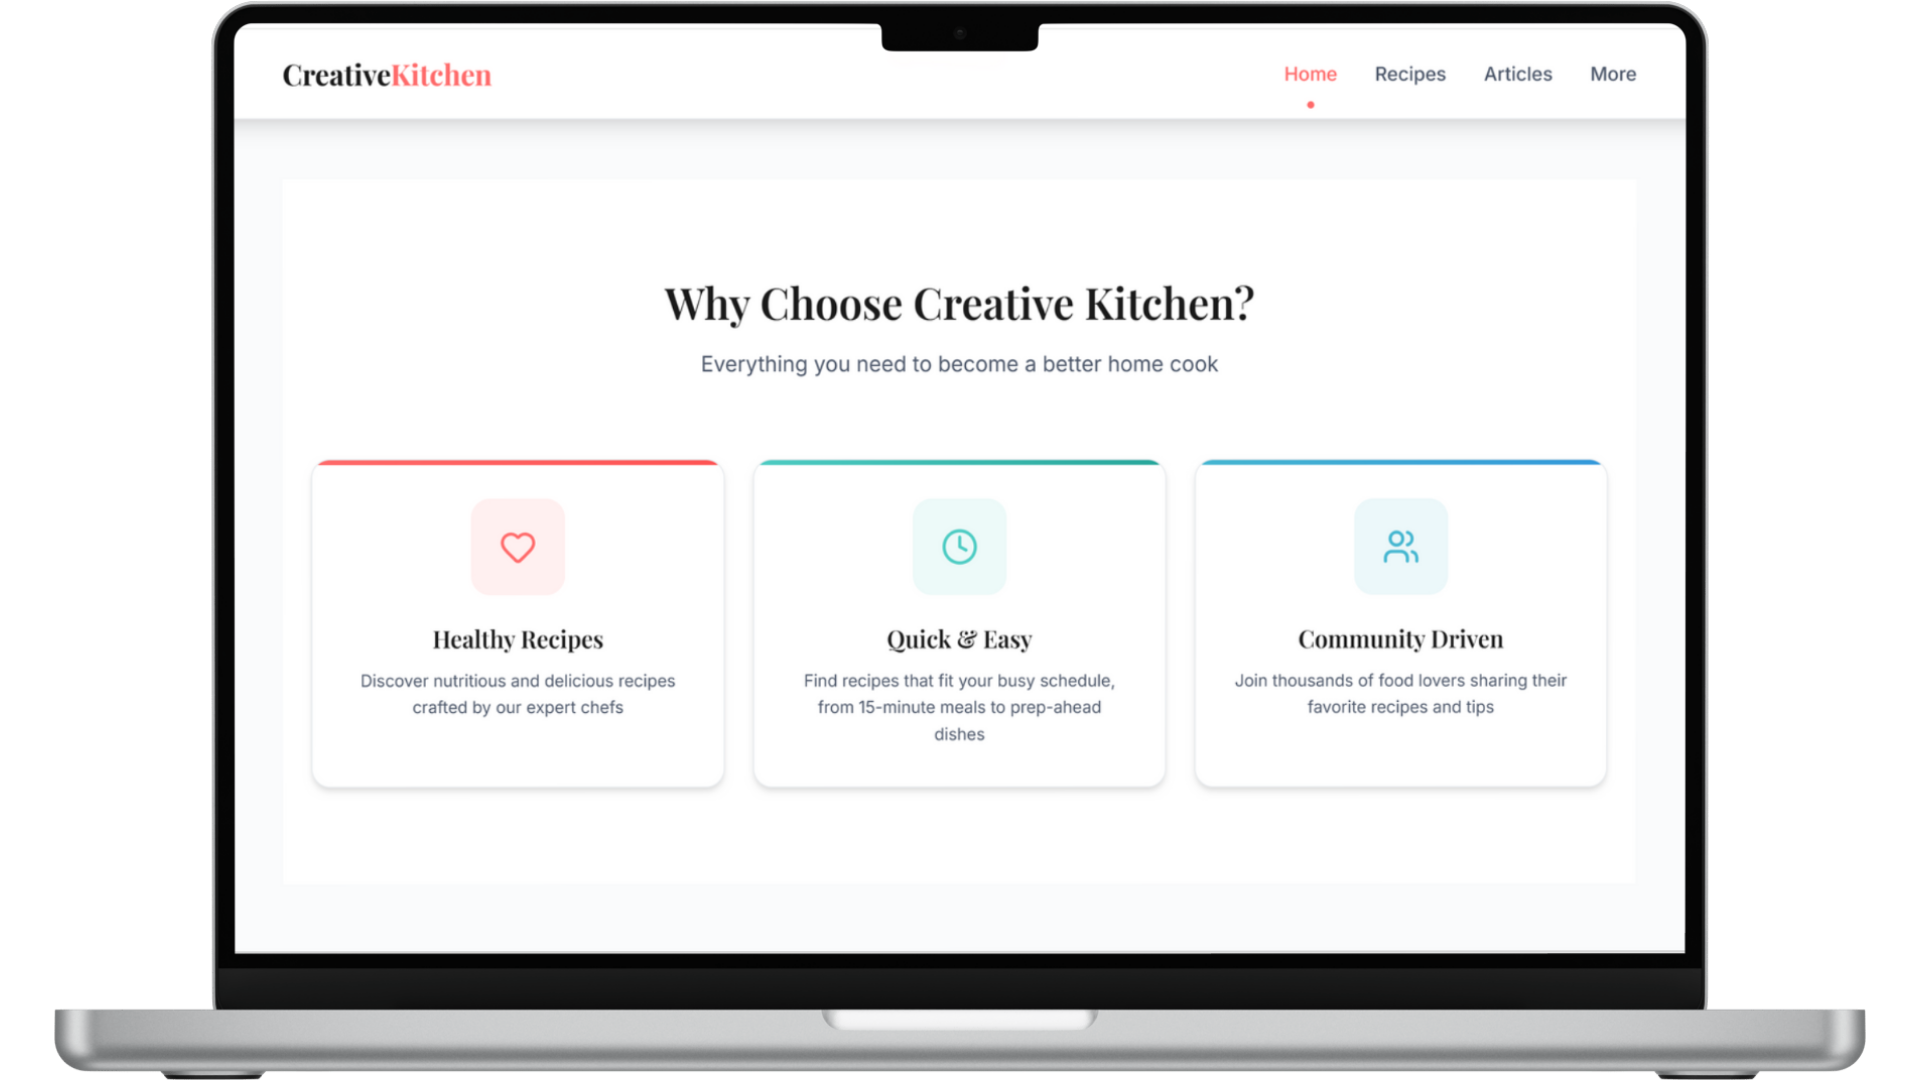 CreativeKitchen
Home Recipes Articles More
Why Choose Creative Kitchen?
Everything you need to become a better home cook
Healthy Recipes
Discover nutritious and delicious recipes
crafted by our expert chefs
Quick & Easy
Find recipes that fit your busy schedule,
from 15-minute meals to prep-ahead
dishes
Community Driven
Join thousands of food lovers sharing their
favorite recipes and tips